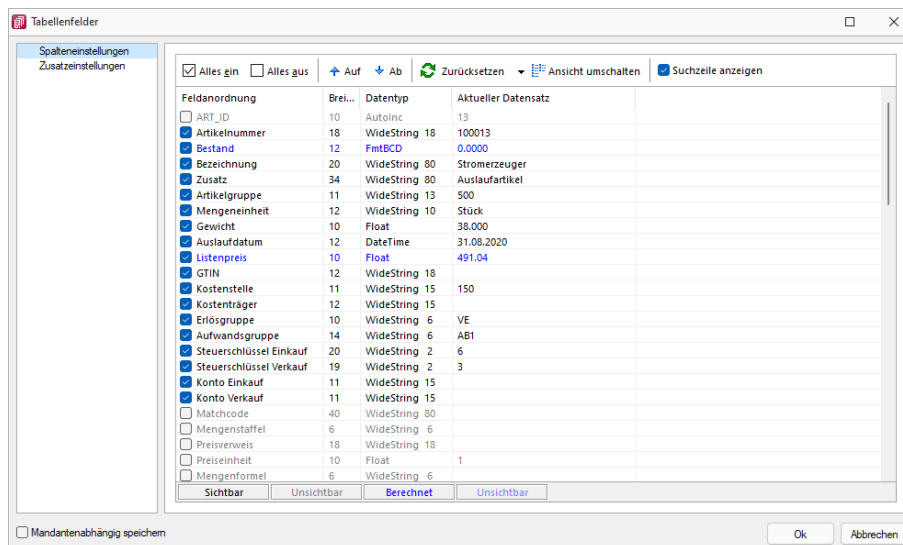 Tabellenfelder
Spalteneinstellungen
Zusatzeinstellungen
Alles ein Alles aus Auf Ab Zurücksetzen Ansicht umschalten Suchzeile anzeigen
Feldanordnung Brei... Datentyp Aktueller Datensatz
ART_ID 10 AutoInc 13
Artikelnummer 18 WideString 18 100013
Bestand 12 FmtBCD 0.0000
Bezeichnung 20 WideString 80 Stromerzeuger
Zusatz 34 WideString 80 Auslaufartikel
Artikelgruppe 11 WideString 13 500
Mengeneinheit 12 WideString 10 Stück
Gewicht 10 Float 38.000
Auslaufdatum 12 DateTime 31.08.2020
Listenpreis 10 Float 491.04
GTIN 12 WideString 18
Kostenstelle 11 WideString 15 150
Kostenträger 12 WideString 15
Erlösgruppe 10 WideString 6 VE
Aufwandsgruppe 14 WideString 6 AB1
Steuerschlüssel Einkauf 20 WideString 2 6
Steuerschlüssel Verkauf 19 WideString 2 3
Konto Einkauf 11 WideString 15
Konto Verkauf 11 WideString 15
Matchcode 40 WideString 80
Mengenstaffel 6 WideString 6
Preisverweis 18 WideString 18
Preiseinheit 10 Float 1
Mengenformel 6 WideString 6
Sichtbar Unsichtbar Berechnet Unsichtbar
Mandantenabhängig speichern Ok Abbrechen